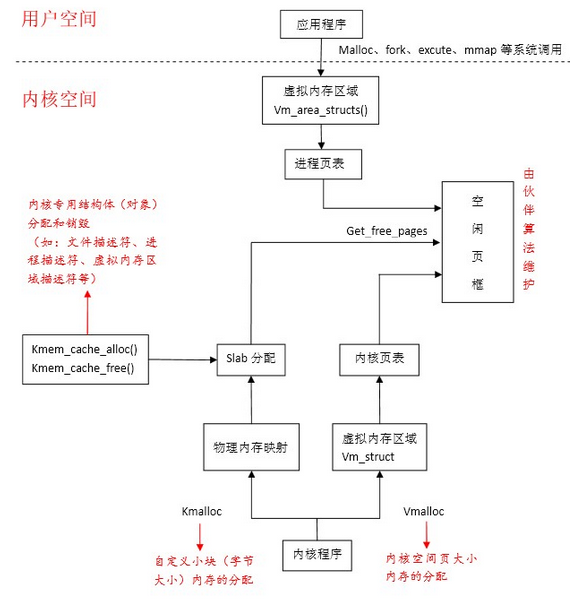 用户空间
应用程序
Malloc、fork、excute、mmap 等系统调用
内核空间
虚拟内存区域
Vm_area_structs()
进程页表
空
闲
页
框
由
伙
伴
算
法
维
护
内核专用结构体（对象）
分配和销毁
（如：文件描述符、进
程描述符、虚拟内存区
域描述符等）
Get_free_pages
Kmem_cache_alloc()
Kmem_cache_free()
Slab 分配
内核页表
物理内存映射
虚拟内存区域
Vm_struct
Kmalloc
Vmalloc
内核程序
自定义小块（字节
大小）内存的分配
内核空间页大小
内存的分配